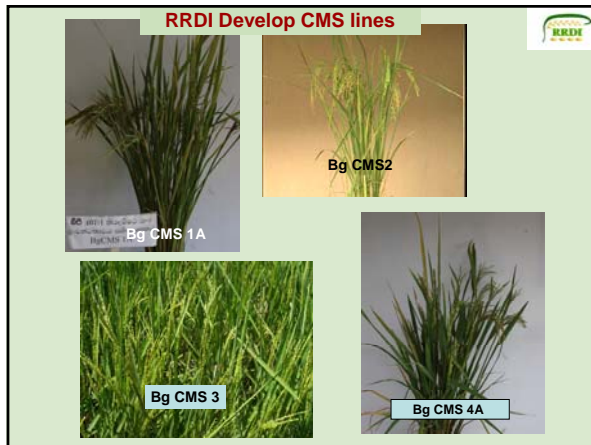 RRDI Develop CMS lines
RRDI
Bg CMS2
Bg CMS 1A
Bg CMS 3
Bg CMS 4A